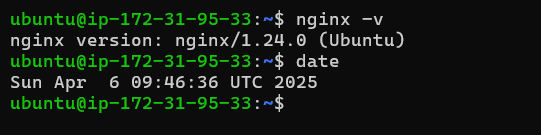 ubuntu@ip-172-31-95-33:~$ nginx -v
nginx version: nginx/1.24.0 (Ubuntu)
ubuntu@ip-172-31-95-33:~$ date
Sun Apr  6 09:46:36 UTC 2025
ubuntu@ip-172-31-95-33:~$